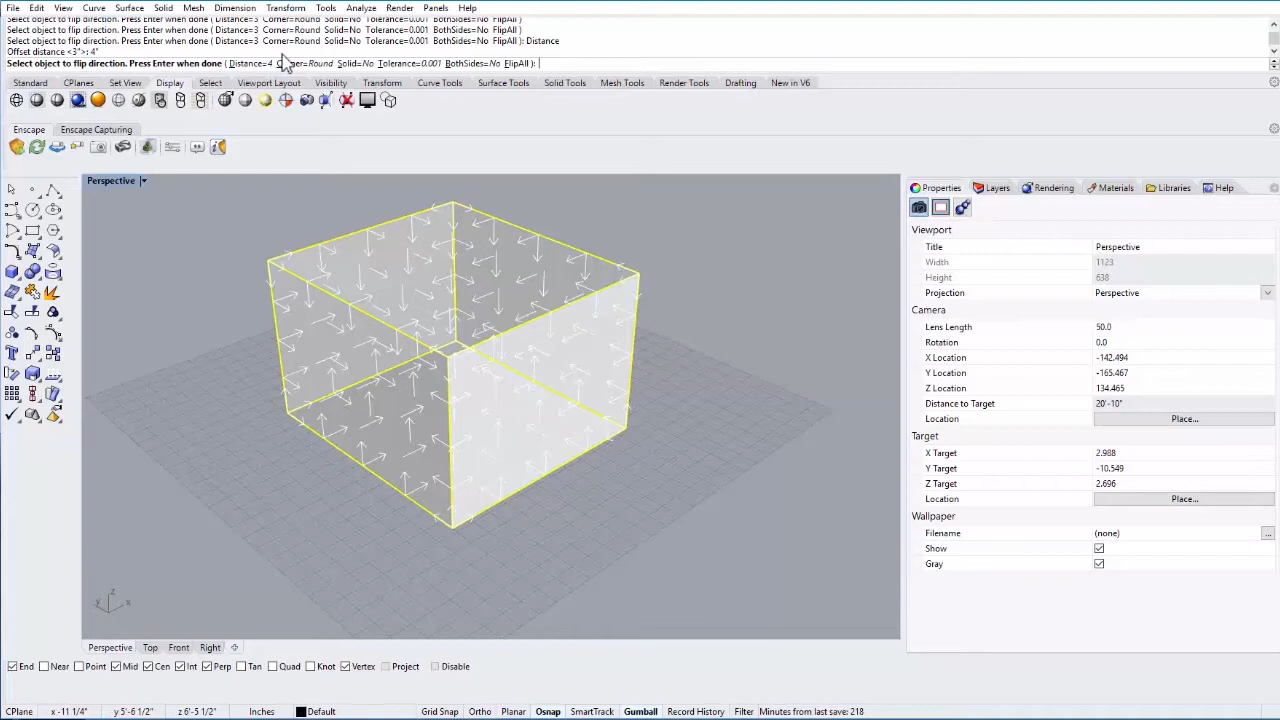 File Edit View Curve Surface Solid Mesh Dimension Transform Tools Analyze Render Panels Help
Select object to flip direction. Press Enter when done ( Distance=3 Corner=Round Solid=No Tolerance=0.001 BothSides=No FlipAll )
Select object to flip direction. Press Enter when done ( Distance=3 Corner=Round Solid=No Tolerance=0.001 BothSides=No FlipAll )
Select object to flip direction. Press Enter when done ( Distance=3 Corner=Round Solid=No Tolerance=0.001 BothSides=No FlipAll ): Distance
Offset distance <3">: 4"
Select object to flip direction. Press Enter when done ( Distance=4 Corner=Round Solid=No Tolerance=0.001 BothSides=No FlipAll ):
Standard CPlanes Set View Display Select Viewport Layout Visibility Transform Curve Tools Surface Tools Solid Tools Mesh Tools Render Tools Drafting New in V6
Enscape Enscape Capturing
Perspective
Properties Layers Rendering Materials Libraries Help
Viewport
Title Perspective
Width 1123
Height 638
Projection Perspective
Camera
Lens Length 50.0
Rotation 0.0
X Location -142.494
Y Location -165.467
Z Location 134.465
Distance to Target 20'-10"
Location Place...
Target
X Target 2.988
Y Target -10.549
Z Target 2.696
Location Place...
Wallpaper
Filename (none) ...
Show
Gray
z
y x
Perspective Top Front Right
End Near Point Mid Cen Int Perp Tan Quad Knot Vertex Project Disable
CPlane x -11 1/4" y 5'-6 1/2" z 6'-5 1/2" Inches Default Grid Snap Ortho Planar Osnap SmartTrack Gumball Record History Filter Minutes from last save: 218